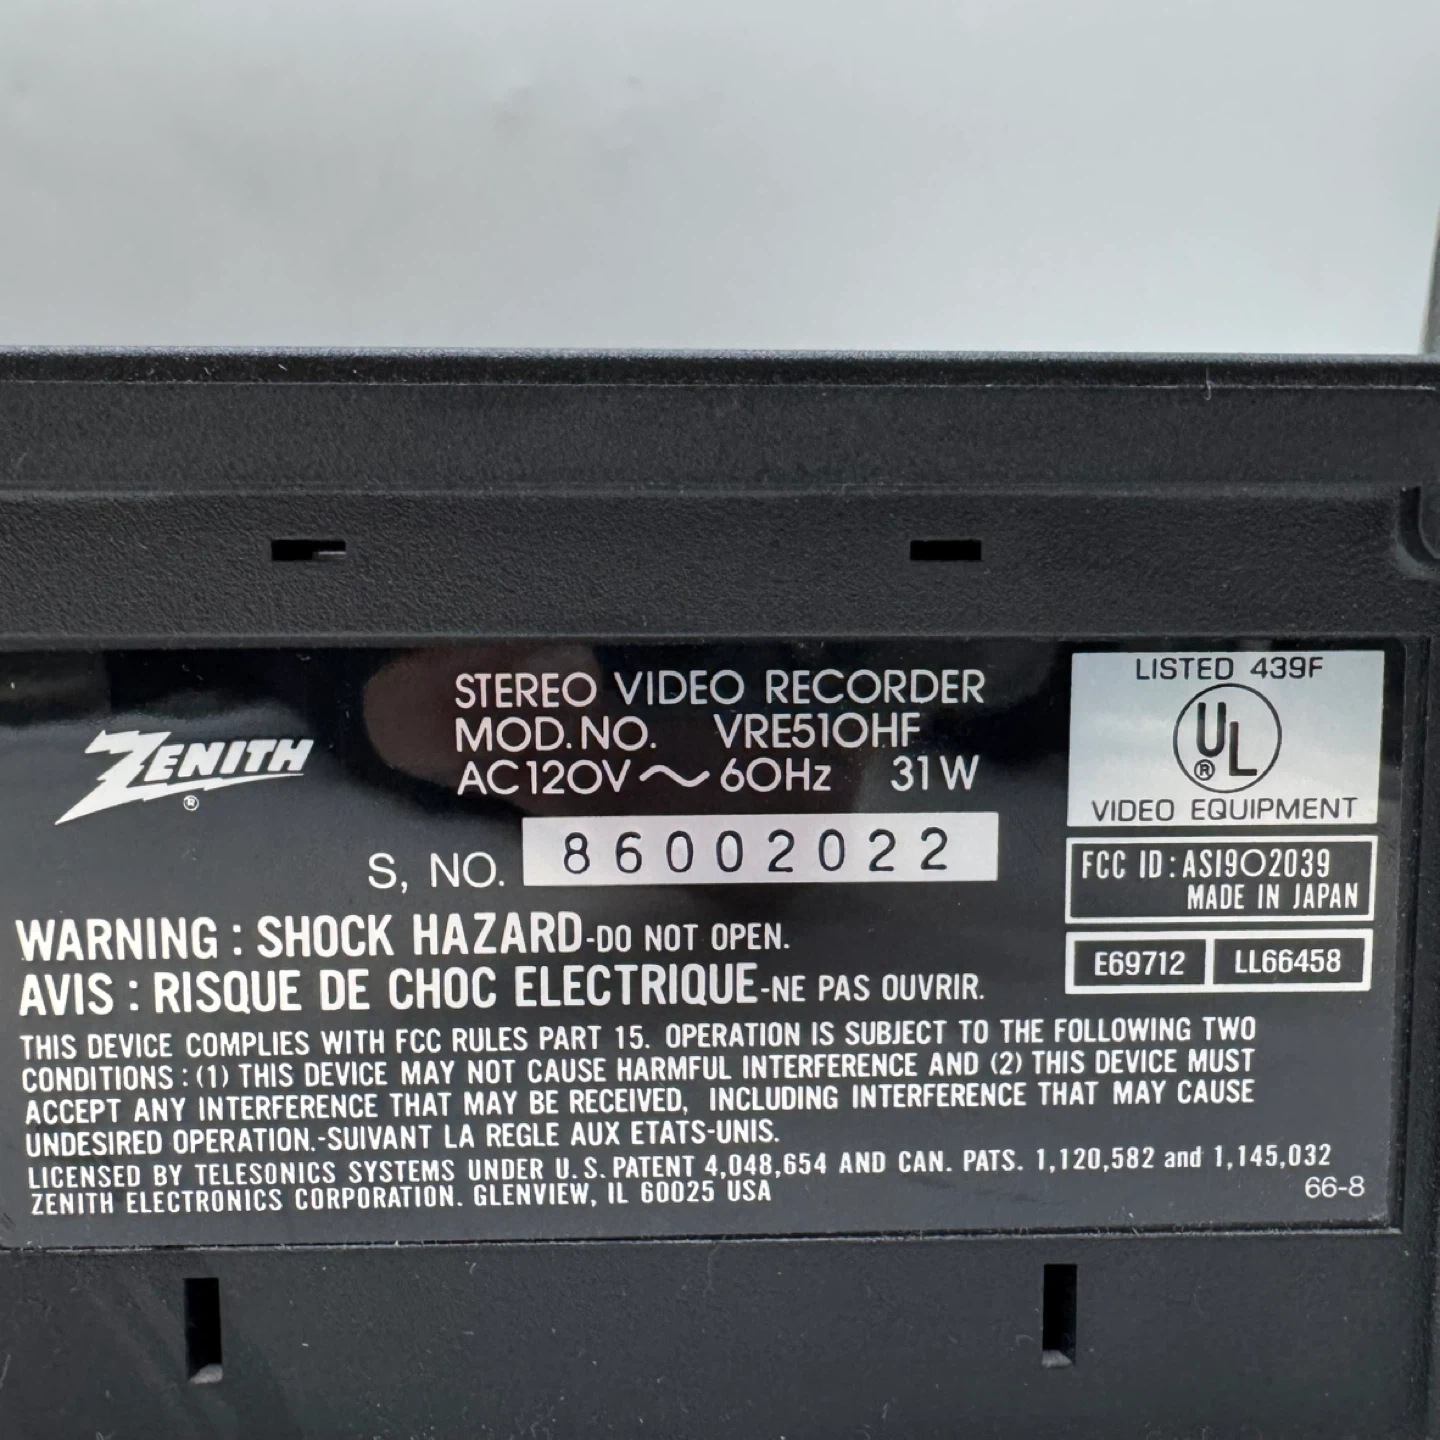 ZENITH
®
STEREO VIDEO RECORDER
MOD. NO. VRE510HF
AC120V ~ 60Hz 31W
S, NO. 86002022
LISTED 439F
UL
®
VIDEO EQUIPMENT
FCC ID: ASI902039
MADE IN JAPAN
E69712 LL66458
WARNING : SHOCK HAZARD-DO NOT OPEN.
AVIS : RISQUE DE CHOC ELECTRIQUE-NE PAS OUVRIR.
THIS DEVICE COMPLIES WITH FCC RULES PART 15. OPERATION IS SUBJECT TO THE FOLLOWING TWO
CONDITIONS : (1) THIS DEVICE MAY NOT CAUSE HARMFUL INTERFERENCE AND (2) THIS DEVICE MUST
ACCEPT ANY INTERFERENCE THAT MAY BE RECEIVED, INCLUDING INTERFERENCE THAT MAY CAUSE
UNDESIRED OPERATION.-SUIVANT LA REGLE AUX ETATS-UNIS.
LICENSED BY TELESONICS SYSTEMS UNDER U.S. PATENT 4,048,654 AND CAN. PATS. 1,120,582 and 1,145,032
ZENITH ELECTRONICS CORPORATION. GLENVIEW, IL 60025 USA
66-8